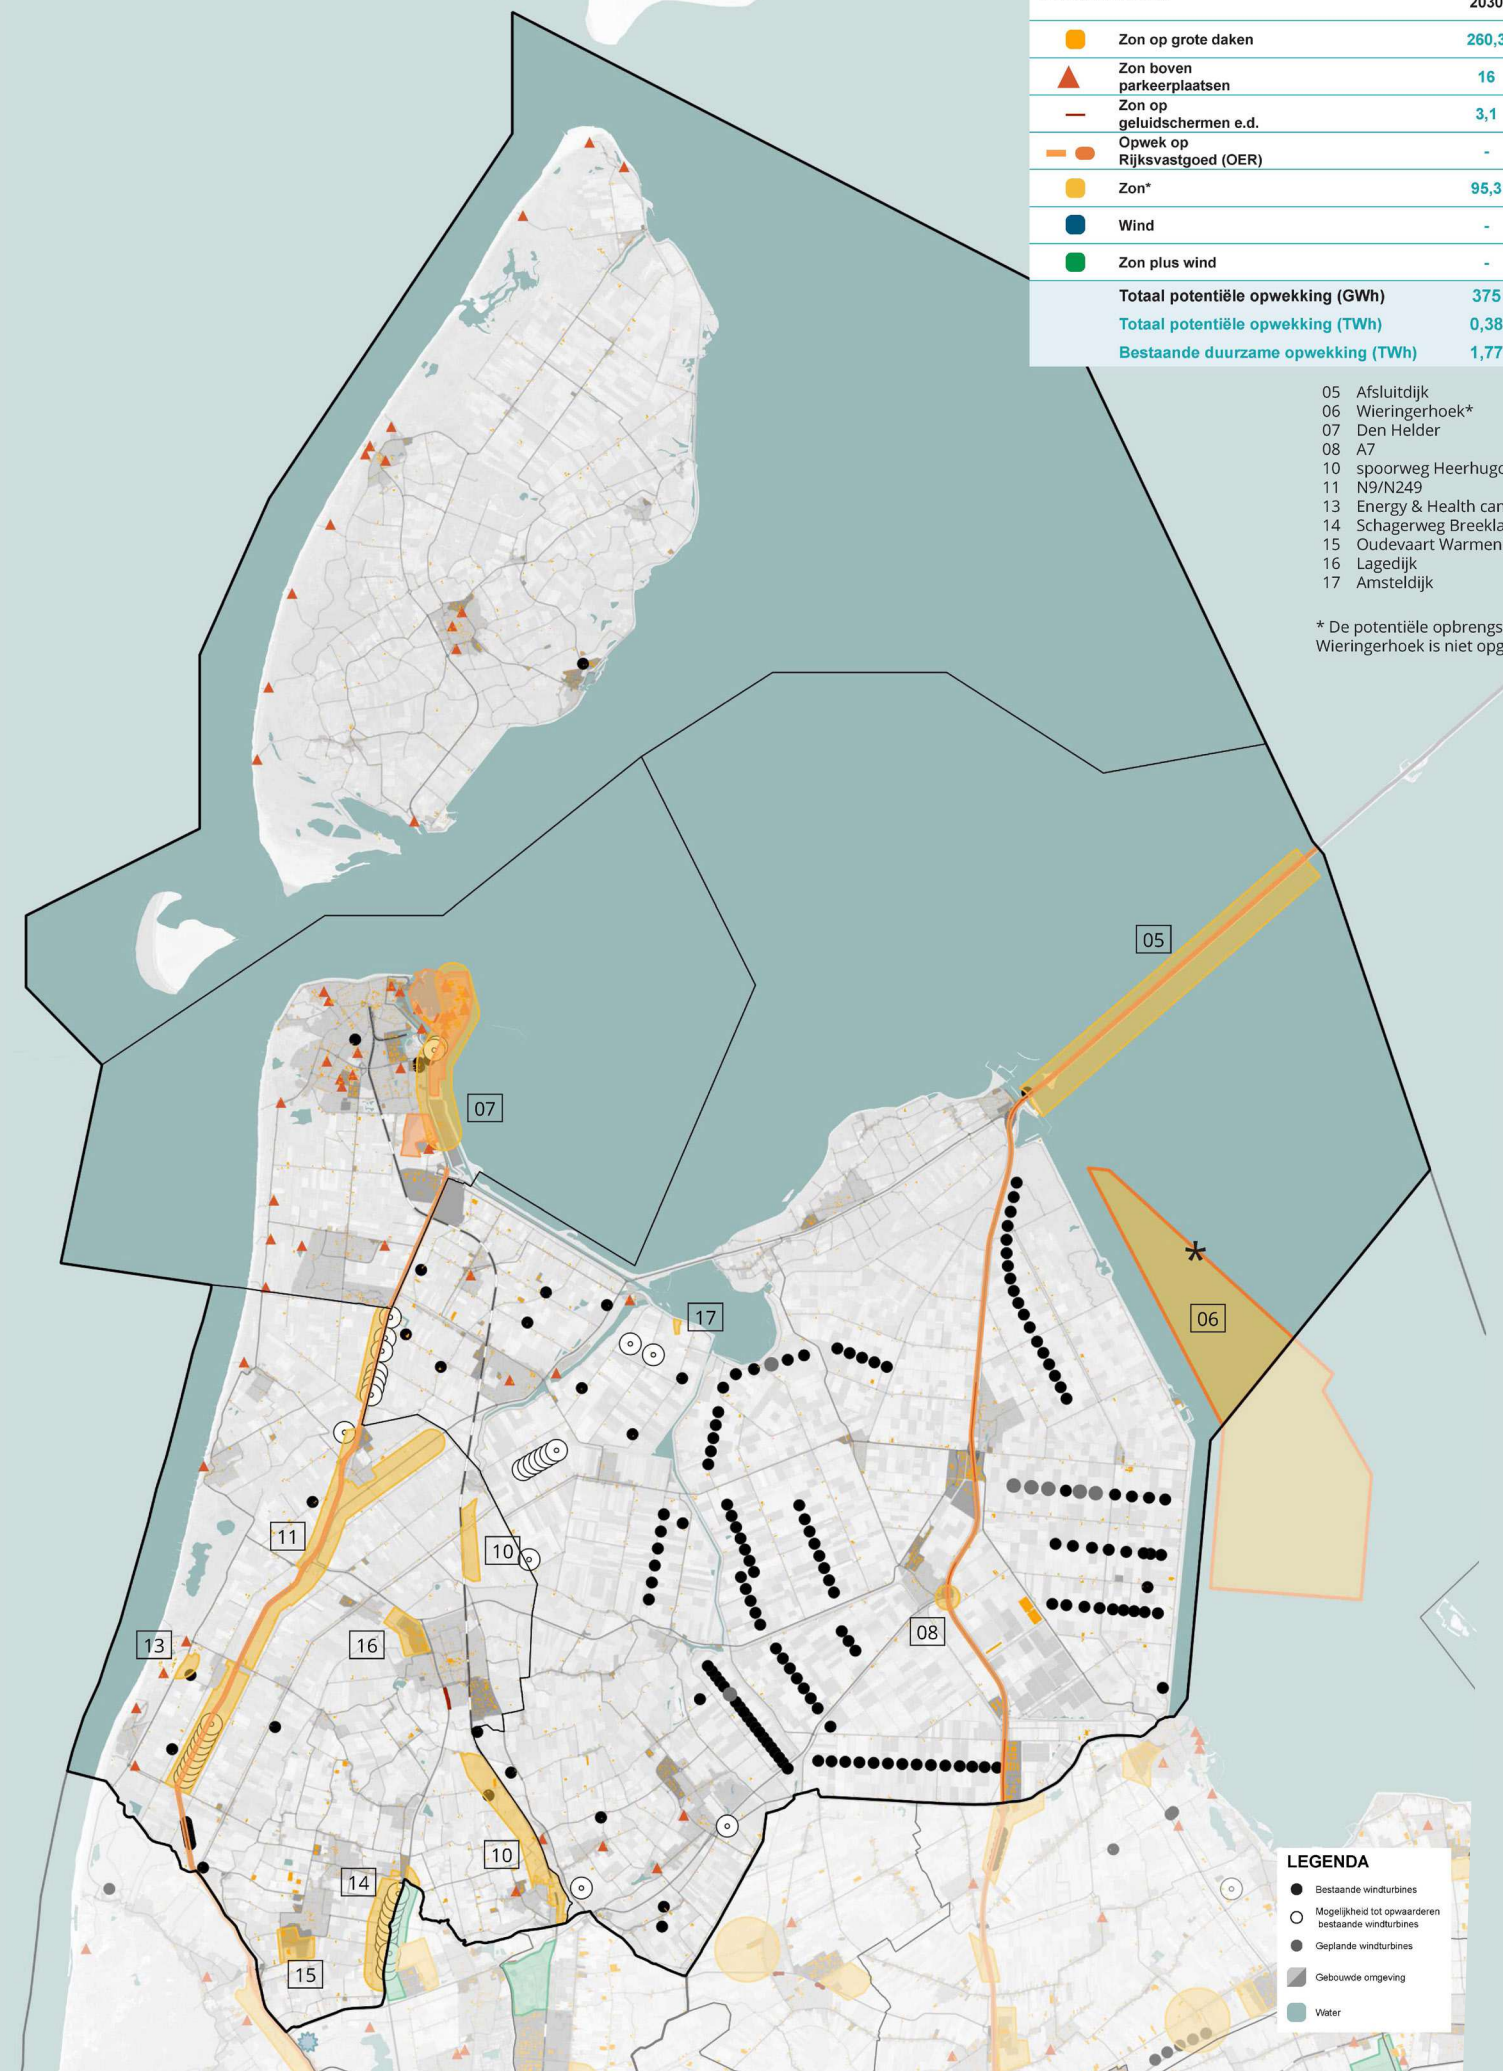 2030
Zon op grote daken 260,3
Zon boven
parkeerplaatsen 16
Zon op
geluidschermen e.d. 3,1
Opwek op
Rijksvastgoed (OER) -
Zon* 95,3
Wind -
Zon plus wind -
Totaal potentiële opwekking (GWh) 375
Totaal potentiële opwekking (TWh) 0,38
Bestaande duurzame opwekking (TWh) 1,77
05 Afsluitdijk
06 Wieringerhoek*
07 Den Helder
08 A7
10 spoorweg Heerhugo
11 N9/N249
13 Energy & Health
14 Schagerweg Breekla
15 Oudevaart Warmen
16 Lagedijk
17 Amsteldijk
* De potentiële opbrengs
Wieringerhoek is niet opg
05
07
*
06
17
11
10
13
16
08
10
14
15
LEGENDA
Bestaande windturbines
Mogelijkheid tot opwaarderen
bestaande windturbines
Geplande windturbines
Gebouwde omgeving
Water